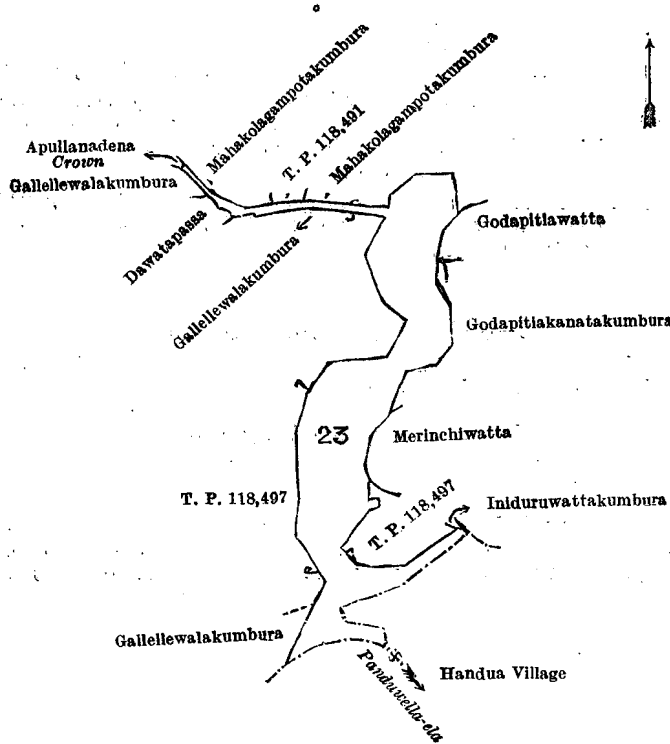 Mahakolagampotakumbura
T. P. 118,491
Mahakolagampotakumbura
Apullanadena
Crown
Gallellewalakumbura
Dawatapassa
Gallellewalakumbura
Godapitiawatta
Godapitiakanatakumbura
23
Merinchiwatta
T. P. 118,497
T. P. 118,497
Iniduruwattakumbura
Gallellewalakumbura
Panduwella-ela
Handua Village